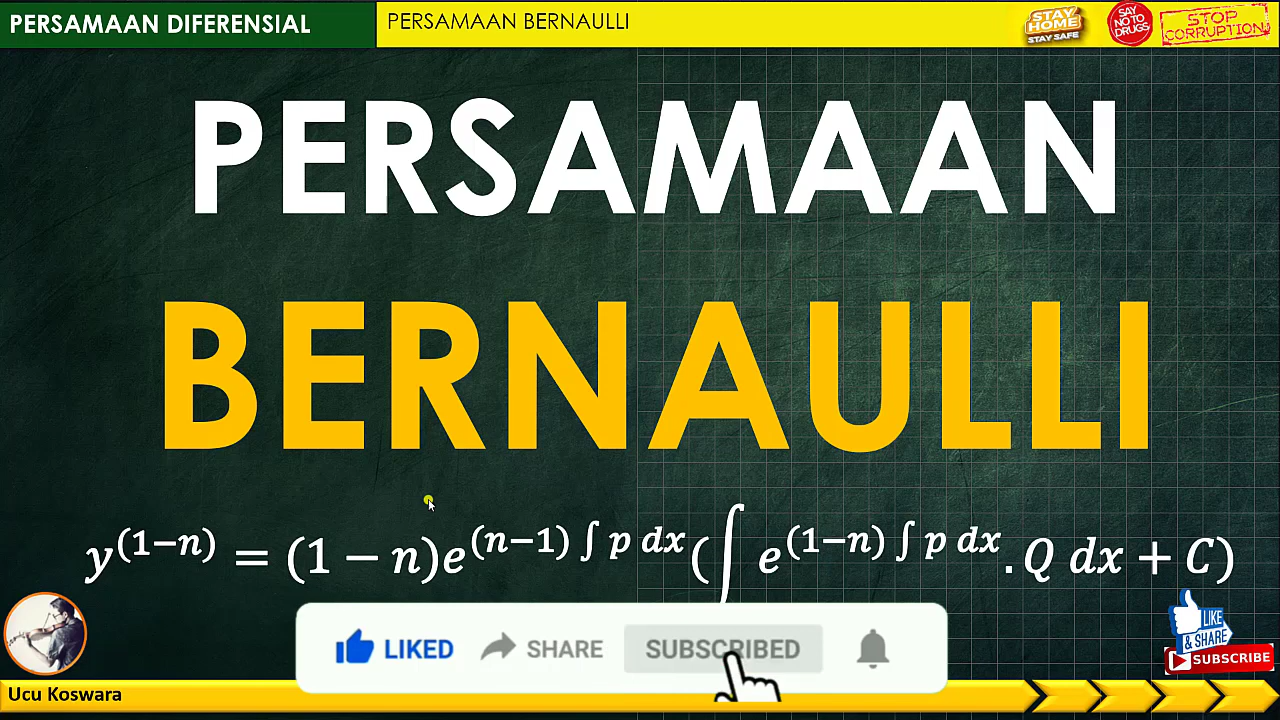 PERSAMAAN DIFERENSIAL
PERSAMAAN BERNAULLI
STAY HOME
STAY SAFE
SAY NO TO DRUGS
STOP CORRUPTION
PERSAMAAN
BERNAULLI
y^(1−n) = (1 − n)e^((n−1) ∫ p dx) (∫ e^((1−n) ∫ p dx) . Q dx + C)
LIKED SHARE SUBSCRIBED
LIKE & SHARE
SUBSCRIBE
Ucu Koswara